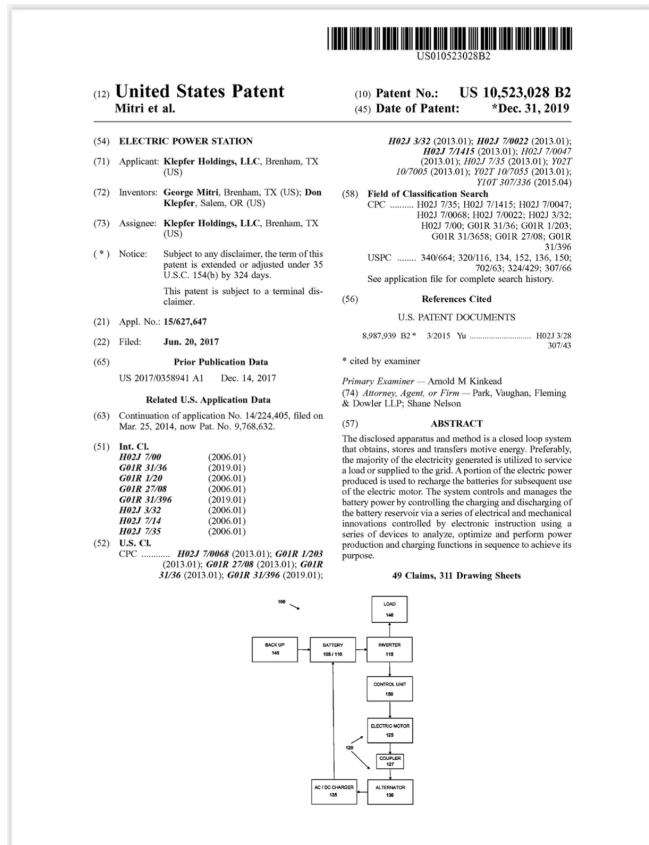 US010523028B2
(12) United States Patent
Mitri et al.
(10) Patent No.: US 10,523,028 B2
(45) Date of Patent: *Dec. 31, 2019
(54) ELECTRIC POWER STATION
(71) Applicant: Klepfer Holdings, LLC, Brenham, TX
(US)
(72) Inventors: George Mitri, Brenham, TX (US); Don
Klepfer, Salem, OR (US)
(73) Assignee: Klepfer Holdings, LLC, Brenham, TX
(US)
( * ) Notice: Subject to any disclaimer, the term of this
patent is extended or adjusted under 35
U.S.C. 154(b) by 324 days.
This patent is subject to a terminal dis-
claimer.
(21) Appl. No.: 15/627,647
(22) Filed: Jun. 20, 2017
(65) Prior Publication Data
US 2017/0358941 A1 Dec. 14, 2017
Related U.S. Application Data
(63) Continuation of application No. 14/224,405, filed on
Mar. 25, 2014, now Pat. No. 9,768,632.
(51) Int. Cl.
H02J 7/00 (2006.01)
G01R 31/36 (2019.01)
G01R 1/20 (2006.01)
G01R 27/08 (2006.01)
G01R 31/396 (2019.01)
H02J 3/32 (2006.01)
H02J 7/14 (2006.01)
H02J 7/35 (2006.01)
(52) U.S. Cl.
CPC ............ H02J 7/0068 (2013.01); G01R 1/203
(2013.01); G01R 27/08 (2013.01); G01R
31/36 (2013.01); G01R 31/396 (2019.01);
H02J 3/32 (2013.01); H02J 7/0022 (2013.01);
H02J 7/1415 (2013.01); H02J 7/0047
(2013.01); H02J 7/35 (2013.01); Y02T
10/7005 (2013.01); Y02T 10/7055 (2013.01);
Y10T 307/336 (2015.04)
(58) Field of Classification Search
CPC .......... H02J 7/35; H02J 7/1415; H02J 7/0047;
H02J 7/0068; H02J 7/0022; H02J 3/32;
H02J 7/00; G01R 31/36; G01R 1/203;
G01R 31/3658; G01R 27/08; G01R
31/396
USPC ........ 340/664; 320/116, 134, 152, 136, 150;
702/63; 324/429; 307/66
See application file for complete search history.
(56) References Cited
U.S. PATENT DOCUMENTS
8,987,939 B2 * 3/2015 Yu ............................ H02J 3/28
307/43
* cited by examiner
Primary Examiner — Arnold M Kinkead
(74) Attorney, Agent, or Firm — Park, Vaughan, Fleming
& Dowler LLP; Shane Nelson
(57) ABSTRACT
The disclosed apparatus and method is a closed loop system
that obtains, stores and transfers motive energy. Preferably,
the majority of the electricity generated is utilized to service
a load or supplied to the grid. A portion of the electric power
produced is used to recharge the batteries for subsequent use
of the electric motor. The system controls and manages the
battery power by controlling the charging and discharging of
the battery reservoir via a series of electrical and mechanical
innovations controlled by electronic instruction using a
series of devices to analyze, optimize and perform power
production and charging functions in sequence to achieve its
purpose.
49 Claims, 311 Drawing Sheets
100
LOAD
140
BACK UP
145
BATTERY
105 / 110
INVERTER
115
CONTROL UNIT
150
ELECTRIC MOTOR
125
120
COUPLER
127
AC / DC CHARGER
135
ALTERNATOR
130